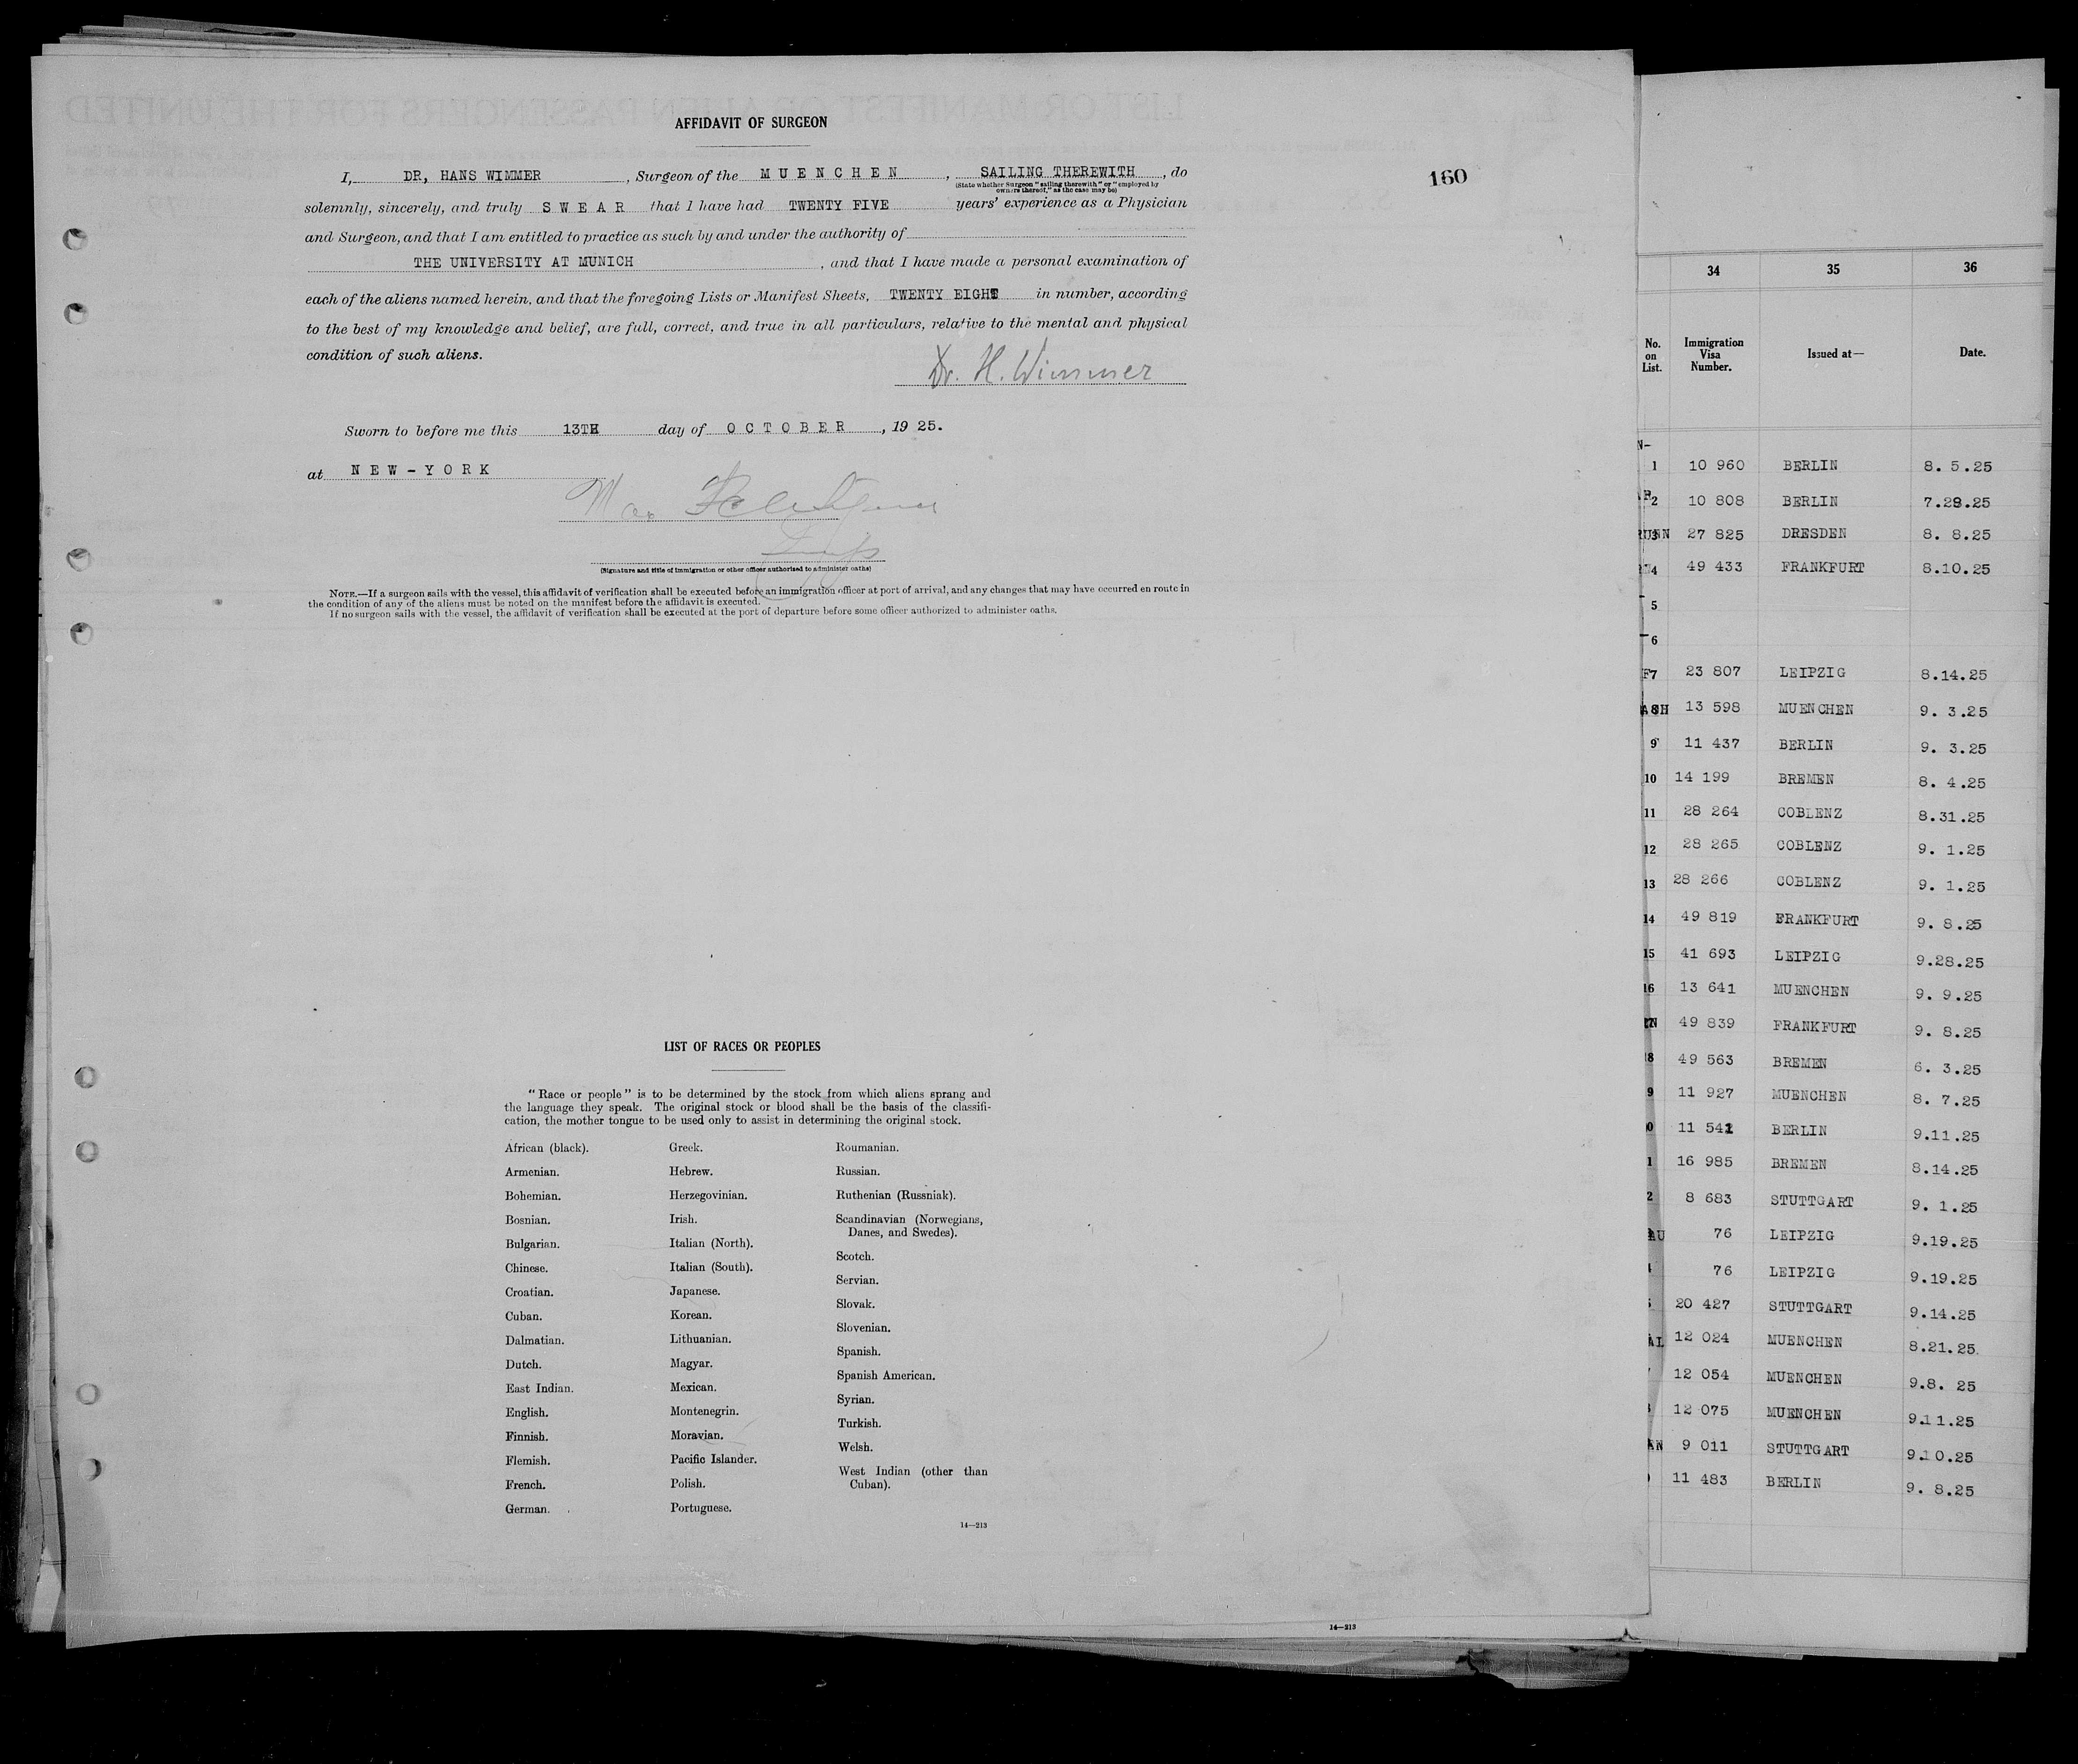 AFFIDAVIT OF SURGEON
160
I, DR, HANS WIMMER, Surgeon of the MUENCHEN, SAILING THEREWITH, do
(State whether Surgeon "sailing therewith" or "employed by
owners thereof," as the case may be)
solemnly, sincerely, and truly SWEAR that I have had TWENTY FIVE years' experience as a Physician
and Surgeon, and that I am entitled to practice as such by and under the authority of
THE UNIVERSITY AT MUNICH, and that I have made a personal examination of
each of the aliens named herein, and that the foregoing Lists or Manifest Sheets, TWENTY EIGHT in number, according
to the best of my knowledge and belief, are full, correct, and true in all particulars, relative to the mental and physical
condition of such aliens.
Dr. H. Wimmer
Sworn to before me this 13TH day of OCTOBER, 19 25.
at NEW-YORK
(Signature and title of immigration or other officer authorized to administer oaths)
NOTE.—If a surgeon sails with the vessel, this affidavit of verification shall be executed before an immigration officer at port of arrival, and any changes that may have occurred en route in
the condition of any of the aliens must be noted on the manifest before the affidavit is executed.
If no surgeon sails with the vessel, the affidavit of verification shall be executed at the port of departure before some officer authorized to administer oaths.
LIST OF RACES OR PEOPLES
"Race or people" is to be determined by the stock from which aliens sprang and
the language they speak. The original stock or blood shall be the basis of the classifi-
cation, the mother tongue to be used only to assist in determining the original stock.
African (black).
Armenian.
Bohemian.
Bosnian.
Bulgarian.
Chinese.
Croatian.
Cuban.
Dalmatian.
Dutch.
East Indian.
English.
Finnish.
Flemish.
French.
German.
Greek.
Hebrew.
Herzegovinian.
Irish.
Italian (North).
Italian (South).
Japanese.
Korean.
Lithuanian.
Magyar.
Mexican.
Montenegrin.
Moravian.
Pacific Islander.
Polish.
Portuguese.
Roumanian.
Russian.
Ruthenian (Russniak).
Scandinavian (Norwegians,
Danes, and Swedes).
Scotch.
Servian.
Slovak.
Slovenian.
Spanish.
Spanish American.
Syrian.
Turkish.
Welsh.
West Indian (other than
Cuban).
14—213
14—213
34 35 36
No. on List. Immigration Visa Number. Issued at— Date.
1 10 960 BERLIN 8. 5.25
2 10 808 BERLIN 7.28.25
3 27 825 DRESDEN 8. 8.25
4 49 433 FRANKFURT 8.10.25
5
6
7 23 807 LEIPZIG 8.14.25
8 13 598 MUENCHEN 9. 3.25
9 11 437 BERLIN 9. 3.25
10 14 199 BREMEN 8. 4.25
11 28 264 COBLENZ 8.31.25
12 28 265 COBLENZ 9. 1.25
13 28 266 COBLENZ 9. 1.25
14 49 819 FRANKFURT 9. 8.25
15 41 693 LEIPZIG 9.28.25
16 13 641 MUENCHEN 9. 9.25
49 839 FRANKFURT 9. 8.25
8 49 563 BREMEN 6. 3.25
9 11 927 MUENCHEN 8. 7.25
0 11 541 BERLIN 9.11.25
1 16 985 BREMEN 8.14.25
2 8 683 STUTTGART 9. 1.25
AU 76 LEIPZIG 9.19.25
76 LEIPZIG 9.19.25
20 427 STUTTGART 9.14.25
AL 12 024 MUENCHEN 8.21.25
12 054 MUENCHEN 9.8. 25
12 075 MUENCHEN 9.11.25
9 011 STUTTGART 9.10.25
11 483 BERLIN 9. 8.25